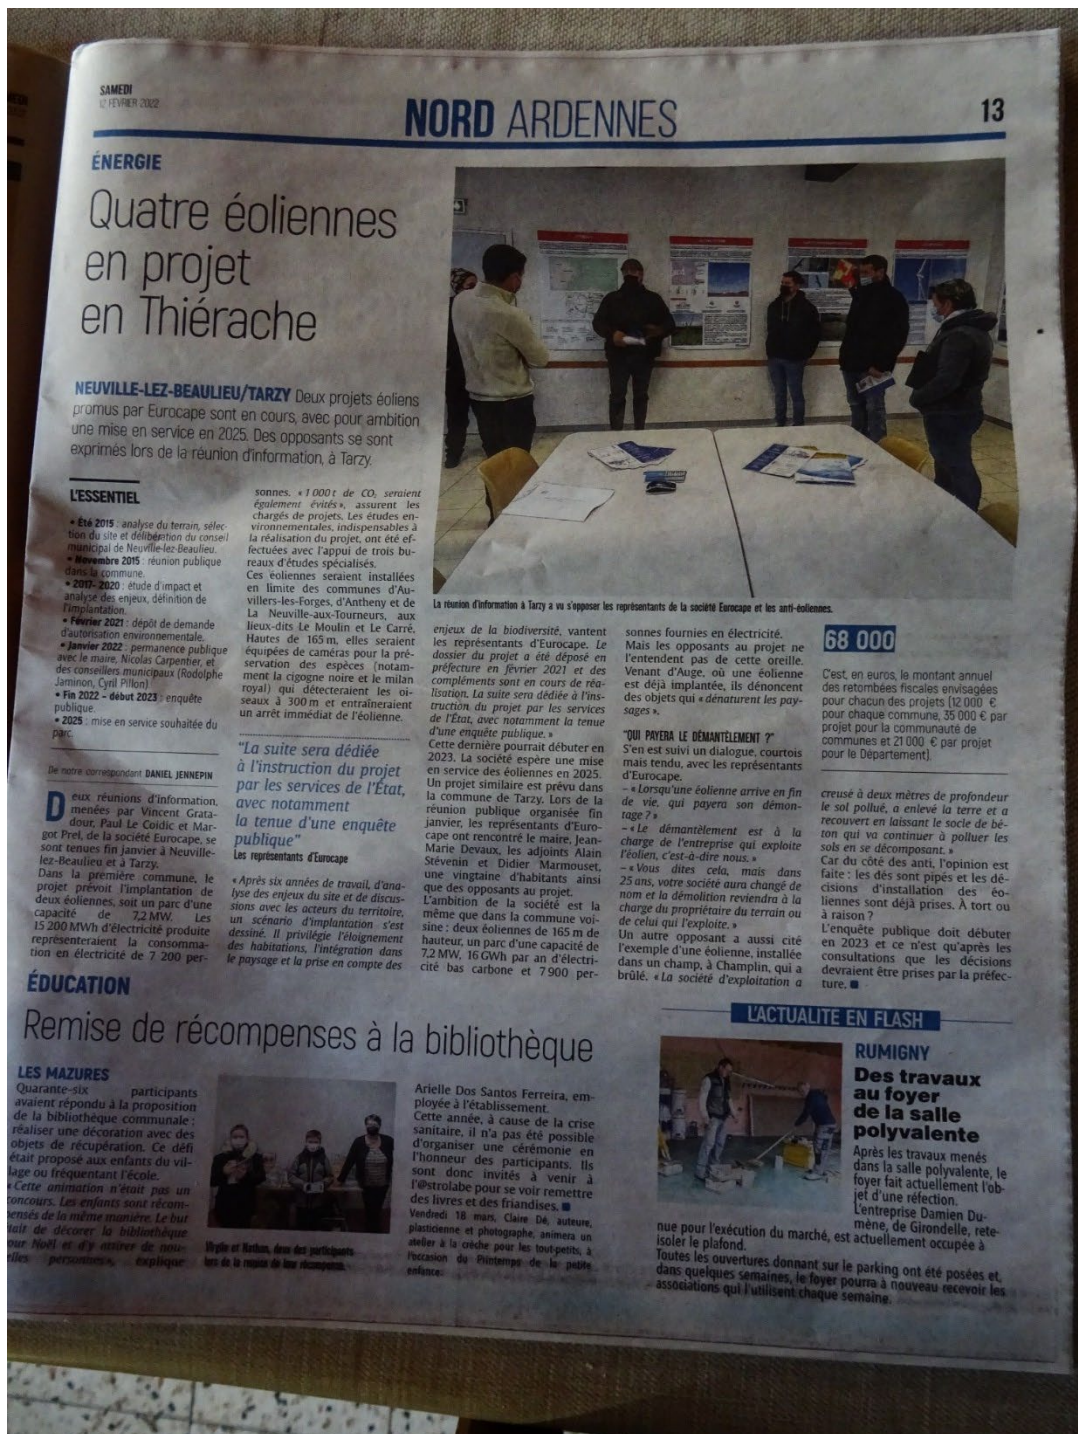 SAMEDI
12 FÉVRIER 2022
NORD ARDENNES
13
ÉNERGIE
Quatre éoliennes
en projet
en Thiérache
NEUVILLE-LEZ-BEAULIEU/TARZY Deux projets éoliens
promus par Eurocape sont en cours, avec pour ambition
une mise en service en 2025. Des opposants se sont
exprimés lors de la réunion d'information, à Tarzy.
La réunion d'information à Tarzy a vu s'opposer les représentants de la société Eurocape et les anti-éoliennes.
L'ESSENTIEL
• Été 2015 : analyse du terrain, sélec-
tion du site et délibération du conseil
municipal de Neuville-lez-Beaulieu.
• Novembre 2015 : réunion publique
dans la commune.
• 2017- 2020 : étude d'impact et
analyse des enjeux, définition de
l'implantation.
• Février 2021 : dépôt de demande
d'autorisation environnementale.
• Janvier 2022 : permanence publique
avec le maire, Nicolas Carpentier, et
des conseillers municipaux (Rodolphe
Jaminon, Cyril Pillon).
• Fin 2022 – début 2023 : enquête
publique.
• 2025 : mise en service souhaitée du
parc.
De notre correspondant DANIEL JENNEPIN
Deux réunions d'information,
menées par Vincent Grata-
dour, Paul Le Coidic et Mar-
got Prel, de la société Eurocape, se
sont tenues fin janvier à Neuville-
lez-Beaulieu et à Tarzy.
Dans la première commune, le
projet prévoit l'implantation de
deux éoliennes, soit un parc d'une
capacité de 7,2 MW. Les
15 200 MWh d'électricité produite
représenteraient la consomma-
tion en électricité de 7 200 per-
sonnes. « 1 000 t de CO₂ seraient
également évités », assurent les
chargés de projets. Les études en-
vironnementales, indispensables à
la réalisation du projet, ont été ef-
fectuées avec l'appui de trois bu-
reaux d'études spécialisés.
Ces éoliennes seraient installées
en limite des communes d'Au-
villers-les-Forges, d'Antheny et de
La Neuville-aux-Tourneurs, aux
lieux-dits Le Moulin et Le Carré.
Hautes de 165 m, elles seraient
équipées de caméras pour la pré-
servation des espèces (notam-
ment la cigogne noire et le milan
royal) qui détecteraient les oi-
seaux à 300 m et entraîneraient
un arrêt immédiat de l'éolienne.
"La suite sera dédiée
à l'instruction du projet
par les services de l'État,
avec notamment
la tenue d'une enquête
publique"
Les représentants d'Eurocape
« Après six années de travail, d'ana-
lyse des enjeux du site et de discus-
sions avec les acteurs du territoire,
un scénario d'implantation s'est
dessiné. Il privilégie l'éloignement
des habitations, l'intégration dans
le paysage et la prise en compte des
enjeux de la biodiversité, vantent
les représentants d'Eurocape. Le
dossier du projet a été déposé en
préfecture en février 2021 et des
compléments sont en cours de réa-
lisation. La suite sera dédiée à l'ins-
truction du projet par les services
de l'État, avec notamment la tenue
d'une enquête publique. »
Cette dernière pourrait débuter en
2023. La société espère une mise
en service des éoliennes en 2025.
Un projet similaire est prévu dans
la commune de Tarzy. Lors de la
réunion publique organisée fin
janvier, les représentants d'Euro-
cape ont rencontré le maire, Jean-
Marie Devaux, les adjoints Alain
Stévenin et Didier Marmouset,
une vingtaine d'habitants ainsi
que des opposants au projet.
L'ambition de la société est la
même que dans la commune voi-
sine : deux éoliennes de 165 m de
hauteur, un parc d'une capacité de
7,2 MW, 16 GWh par an d'électri-
cité bas carbone et 7 900 per-
sonnes fournies en électricité.
Mais les opposants au projet ne
l'entendent pas de cette oreille.
Venant d'Auge, où une éolienne
est déjà implantée, ils dénoncent
des objets qui « dénaturent les pay-
sages ».
"QUI PAYERA LE DÉMANTÈLEMENT ?"
S'en est suivi un dialogue, courtois
mais tendu, avec les représentants
d'Eurocape.
– « Lorsqu'une éolienne arrive en fin
de vie, qui payera son démon-
tage ? »
– « Le démantèlement est à la
charge de l'entreprise qui exploite
l'éolien, c'est-à-dire nous. »
– « Vous dites cela, mais dans
25 ans, votre société aura changé de
nom et la démolition reviendra à la
charge du propriétaire du terrain ou
de celui qui l'exploite. »
Un autre opposant a aussi cité
l'exemple d'une éolienne, installée
dans un champ, à Champlin, qui a
brûlé. « La société d'exploitation a
68 000
C'est, en euros, le montant annuel
des retombées fiscales envisagées
pour chacun des projets (12 000 €
pour chaque commune, 35 000 € par
projet pour la communauté de
communes et 21 000 € par projet
pour le Département).
creusé à deux mètres de profondeur
le sol pollué, a enlevé la terre et a
recouvert en laissant le socle de bé-
ton qui va continuer à polluer les
sols en se décomposant. »
Car du côté des anti, l'opinion est
faite : les dés sont pipés et les dé-
cisions d'installation des éo-
liennes sont déjà prises. À tort ou
à raison ?
L'enquête publique doit débuter
en 2023 et ce n'est qu'après les
consultations que les décisions
devraient être prises par la préfec-
ture. ■
ÉDUCATION
Remise de récompenses à la bibliothèque
LES MAZURES
Quarante-six participants
avaient répondu à la proposition
de la bibliothèque communale :
réaliser une décoration avec des
objets de récupération. Ce défi
était proposé aux enfants du vil-
lage ou fréquentant l'école.
« Cette animation n'était pas un
concours. Les enfants sont récom-
pensés de la même manière. Le but
était de décorer la bibliothèque
pour Noël et d'y attirer de nou-
elles personnes », explique
Virgile et Nathan, deux des participants
lors de la remise de leur récompense.
Arielle Dos Santos Ferreira, em-
ployée à l'établissement.
Cette année, à cause de la crise
sanitaire, il n'a pas été possible
d'organiser une cérémonie en
l'honneur des participants. Ils
sont donc invités à venir à
l'@strolabe pour se voir remettre
des livres et des friandises. ■
Vendredi 18 mars, Claire Dé, auteure,
plasticienne et photographe, animera un
atelier à la crèche pour les tout-petits, à
l'occasion du Printemps de la petite
enfance.
L'ACTUALITE EN FLASH
RUMIGNY
Des travaux
au foyer
de la salle
polyvalente
Après les travaux menés
dans la salle polyvalente, le
foyer fait actuellement l'ob-
jet d'une réfection.
L'entreprise Damien Du-
mène, de Girondelle, rete-
nue pour l'exécution du marché, est actuellement occupée à
isoler le plafond.
Toutes les ouvertures donnant sur le parking ont été posées et,
dans quelques semaines, le foyer pourra à nouveau recevoir les
associations qui l'utilisent chaque semaine.